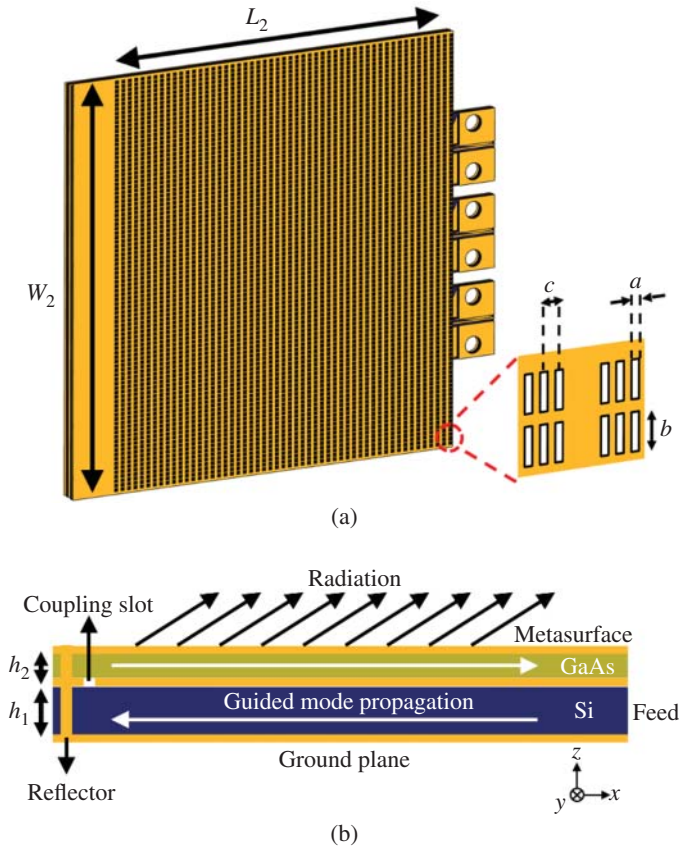 L2
W2
c
a
b
(a)
Radiation
Coupling slot
Metasurface
h2
GaAs
h1
Guided mode propagation
Si
Feed
Ground plane
Reflector
z
y
x
(b)